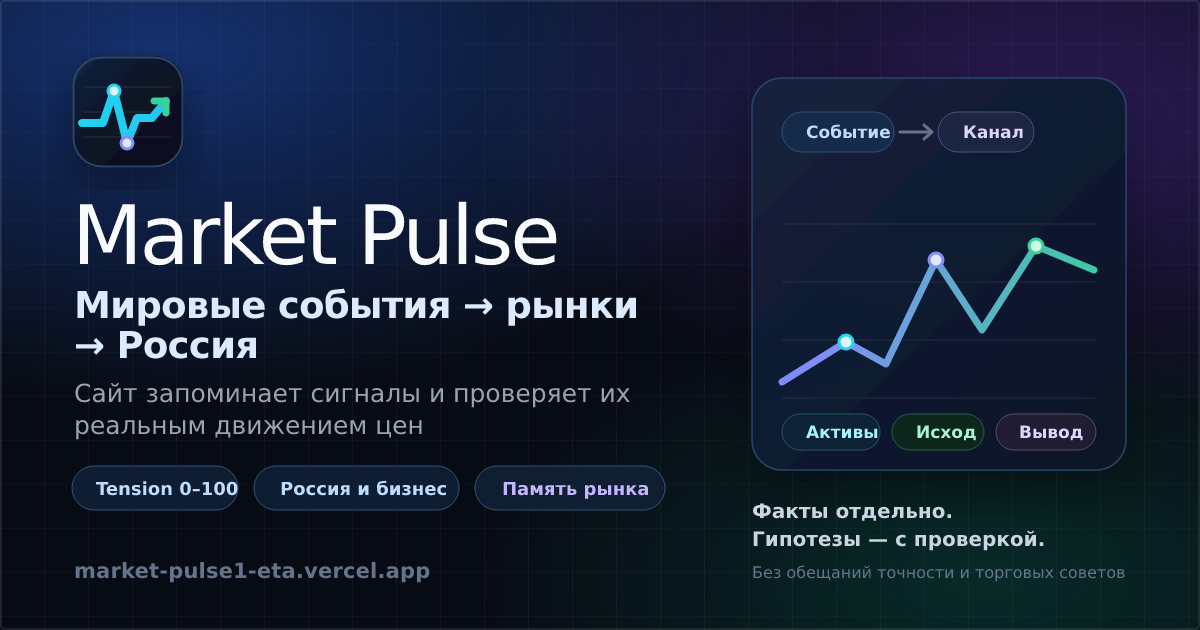 Market Pulse
Мировые события → рынки
→ Россия
Сайт запоминает сигналы и проверяет их
реальным движением цен
Tension 0–100
Россия и бизнес
Память рынка
market-pulse1-eta.vercel.app
Событие → Канал
Активы
Исход
Вывод
Факты отдельно.
Гипотезы — с проверкой.
Без обещаний точности и торговых советов